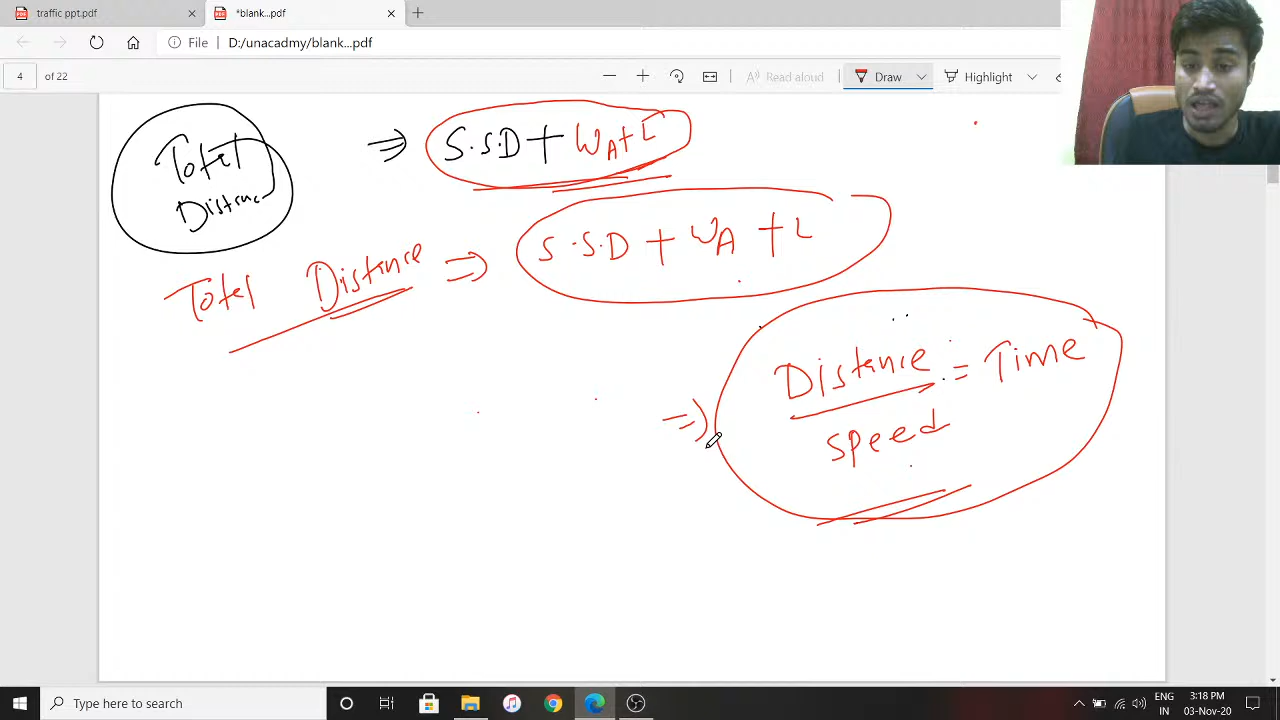 traffic ppt.pdf
*blank...pdf
File D:/unacadmy/blank...pdf
4 of 22
Read aloud
Draw
Highlight
Total Distance ⇒ S.S.D + WA + L
Total Distance ⇒ S.S.D + WA + L
⇒ Distance / Speed = Time
Type here to search
ENG
IN
3:18 PM
03-Nov-20